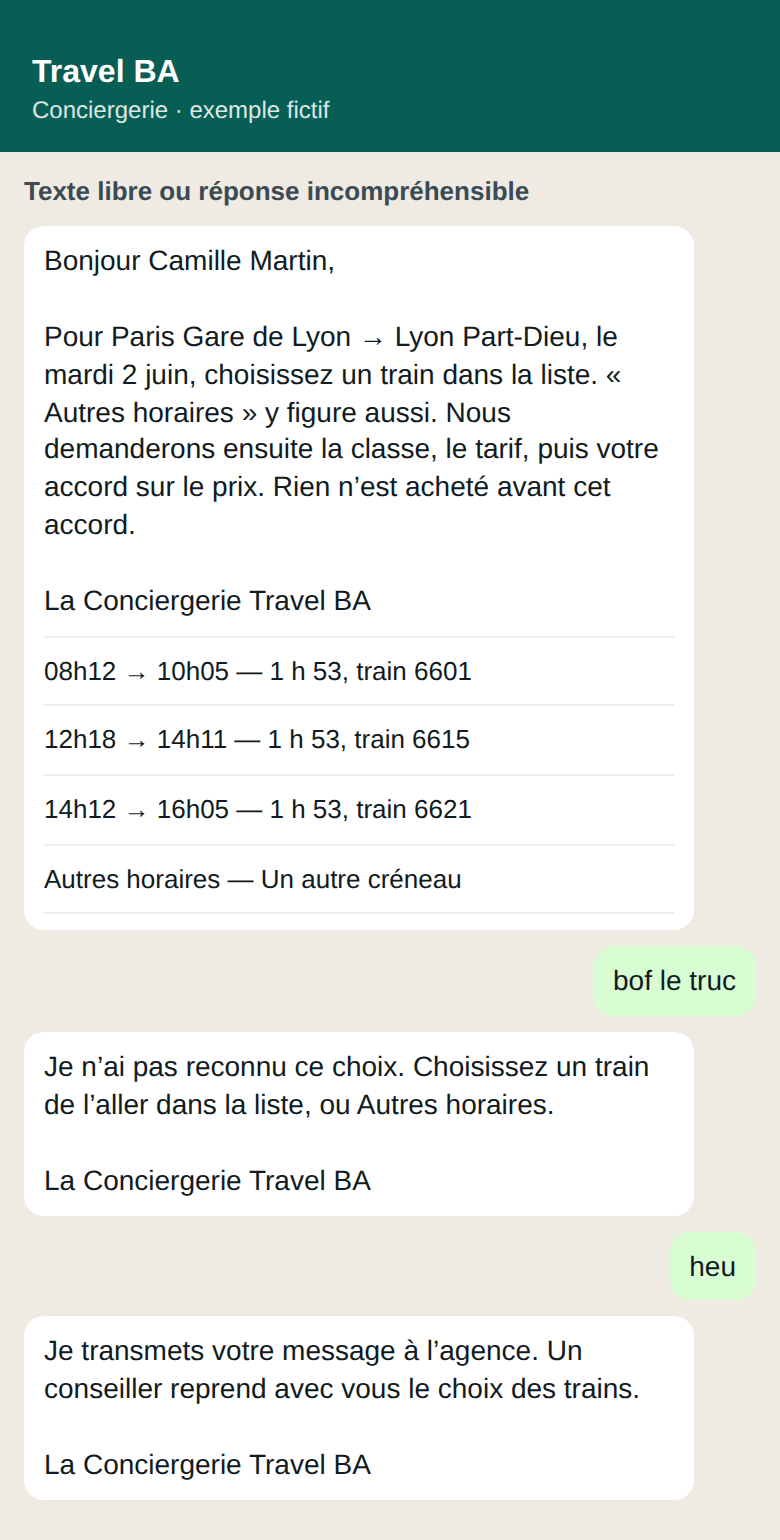 Travel BA
Conciergerie · exemple fictif
Texte libre ou réponse incompréhensible
Bonjour Camille Martin,
Pour Paris Gare de Lyon → Lyon Part-Dieu, le
mardi 2 juin, choisissez un train dans la liste. «
Autres horaires » y figure aussi. Nous
demanderons ensuite la classe, le tarif, puis votre
accord sur le prix. Rien n’est acheté avant cet
accord.
La Conciergerie Travel BA
08h12 → 10h05 — 1 h 53, train 6601
12h18 → 14h11 — 1 h 53, train 6615
14h12 → 16h05 — 1 h 53, train 6621
Autres horaires — Un autre créneau
bof le truc
Je n’ai pas reconnu ce choix. Choisissez un train
de l’aller dans la liste, ou Autres horaires.
La Conciergerie Travel BA
heu
Je transmets votre message à l’agence. Un
conseiller reprend avec vous le choix des trains.
La Conciergerie Travel BA